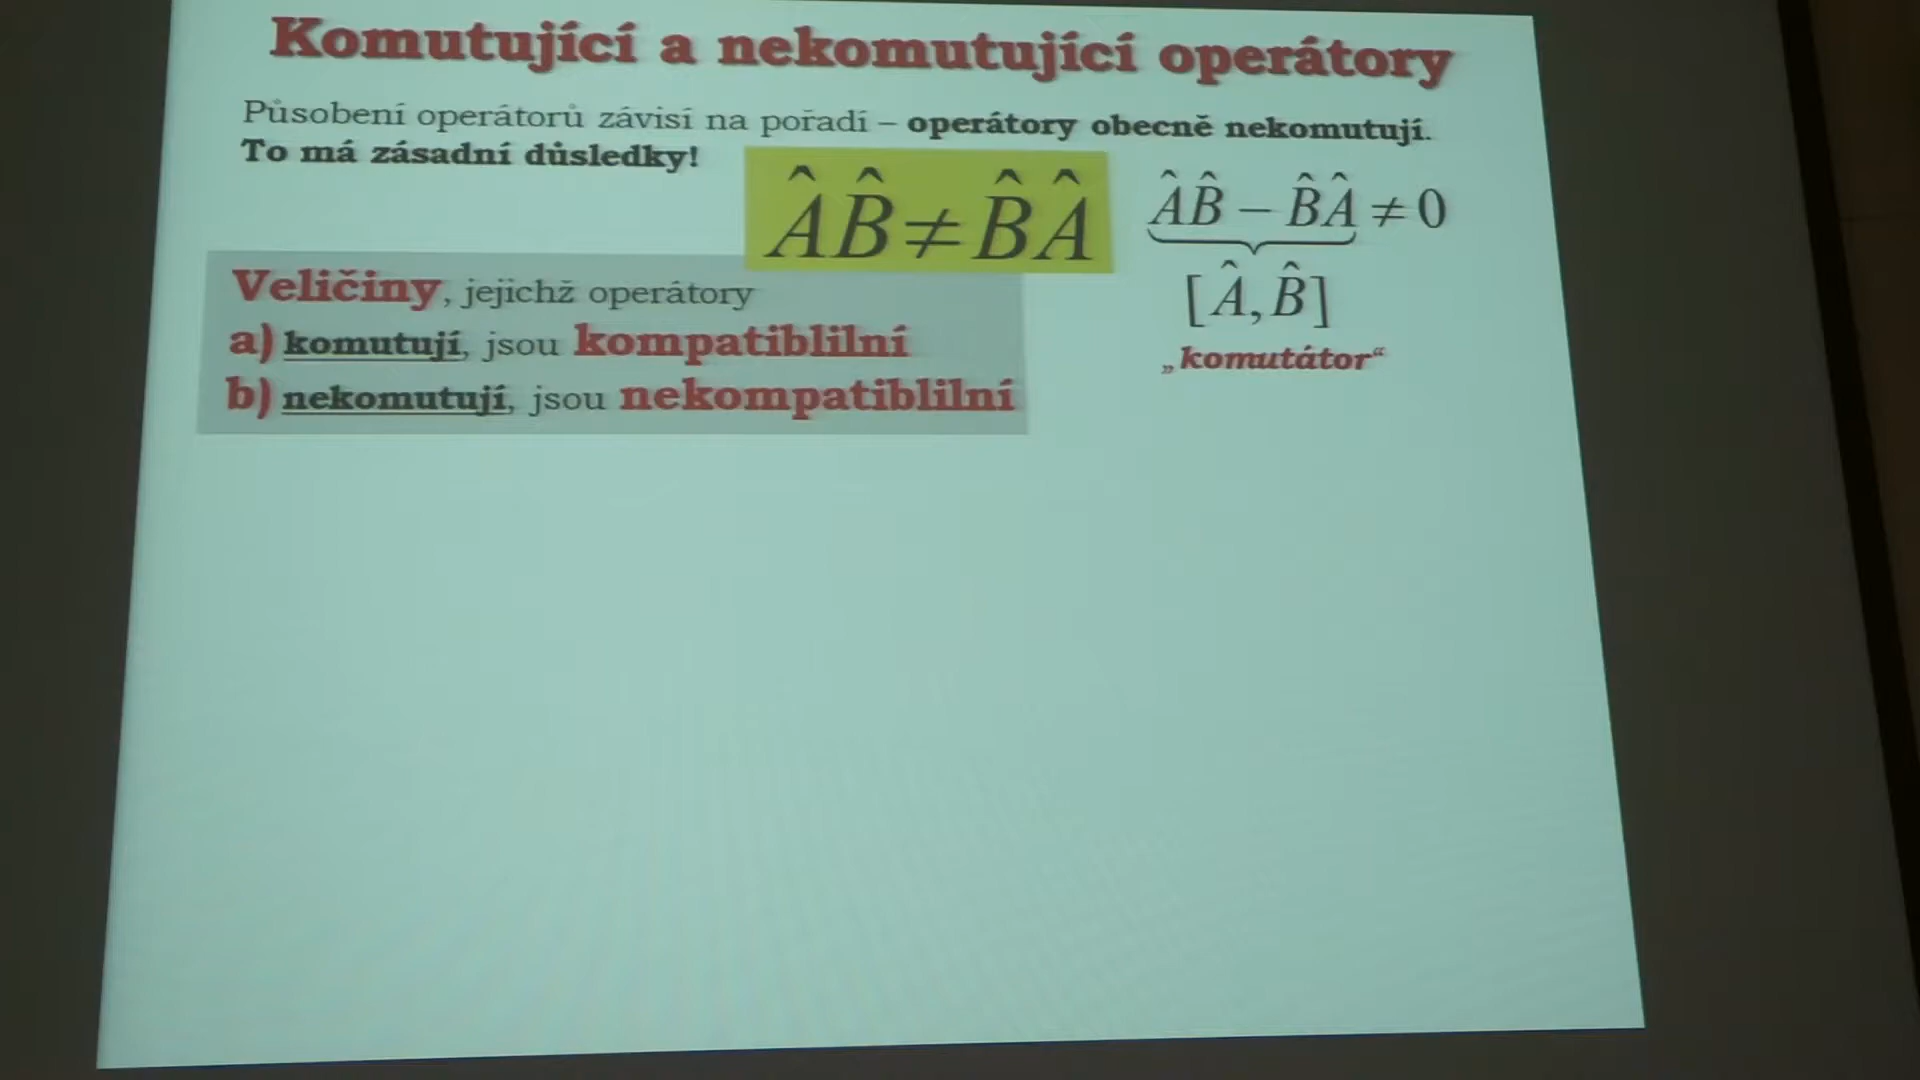 Komutující a nekomutující operátory
Působení operátorů závisí na pořadí – operátory obecně nekomutují.
To má zásadní důsledky!
ÂB̂ ≠ B̂Â
ÂB̂ – B̂Â ≠ 0
[Â, B̂]
„komutátor“
Veličiny, jejichž operátory
a) komutují, jsou kompatiblilní
b) nekomutují, jsou nekompatiblilní